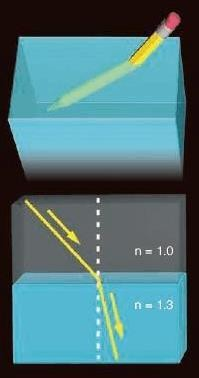 n = 1.0
n = 1.3